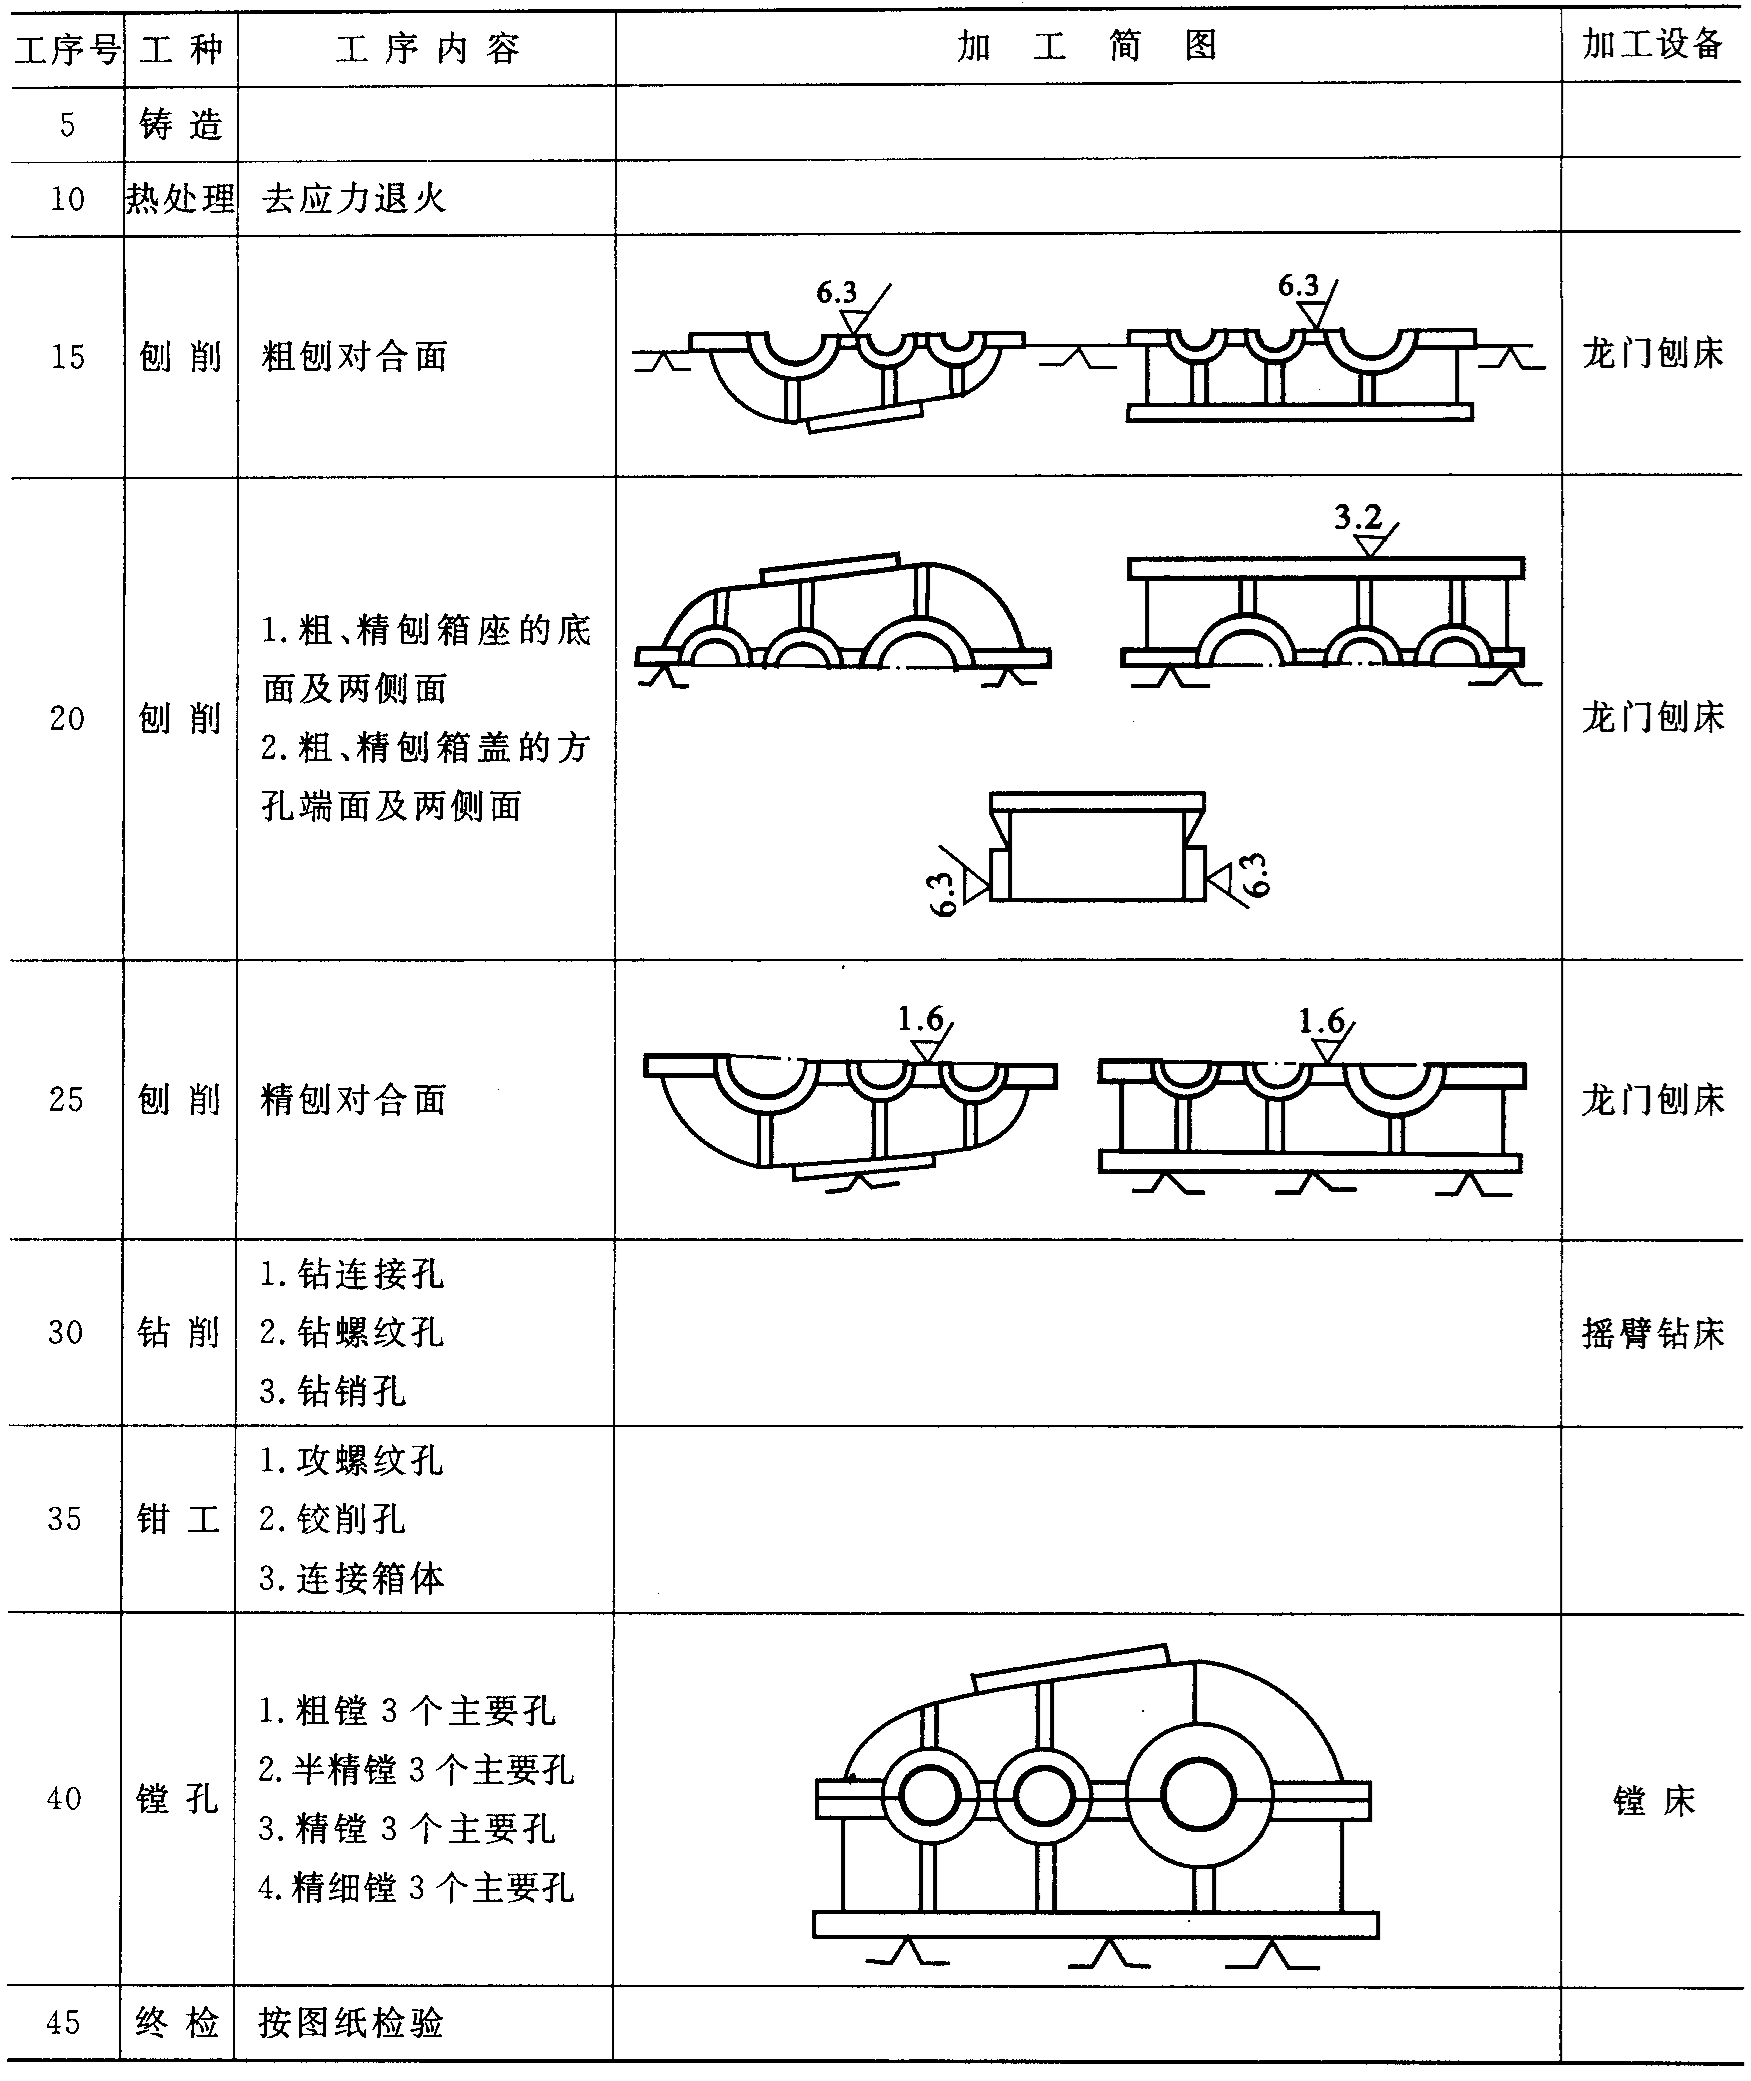 工序号 工种 工序内容 加工简图 加工设备
5 铸造
10 热处理 去应力退火
6.3 6.3
15 刨削 粗刨对合面 龙门刨床
3.2
1.粗、精刨箱座的底
面及两侧面
20 刨削 龙门刨床
2.粗、精刨箱盖的方
孔端面及两侧面
6.3 6.3
1.6 1.6
25 刨削 精刨对合面 龙门刨床
1.钻连接孔
30 钻削 2.钻螺纹孔 摇臂钻床
3.钻销孔
1.攻螺纹孔
35 钳工 2.铰削孔
3.连接箱体
1.粗镗3个主要孔
2.半精镗3个主要孔
40 镗孔 镗床
3.精镗3个主要孔
4.精细镗3个主要孔
45 终检 按图纸检验